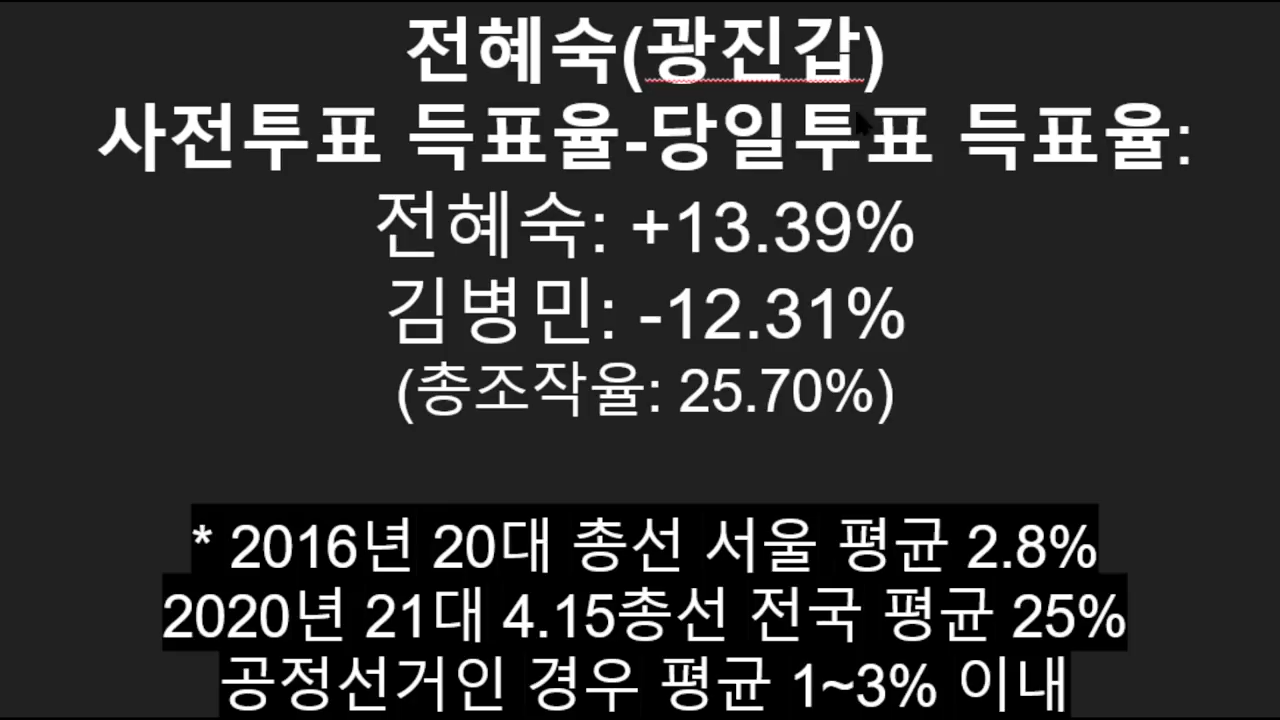 전혜숙(광진갑)
사전투표 득표율-당일투표 득표율:
전혜숙: +13.39%
김병민: -12.31%
(총조작율: 25.70%)
* 2016년 20대 총선 서울 평균 2.8%
2020년 21대 4.15총선 전국 평균 25%
공정선거인 경우 평균 1~3% 이내